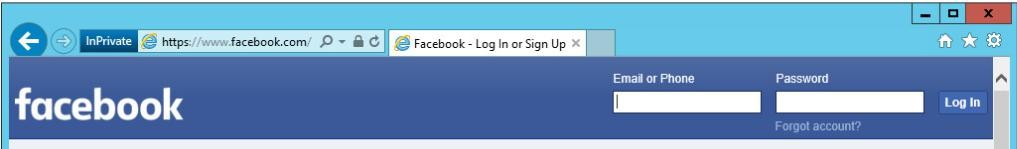 InPrivate https://www.facebook.com/ Facebook - Log In or Sign Up
Email or Phone Password
facebook Log In
Forgot account?